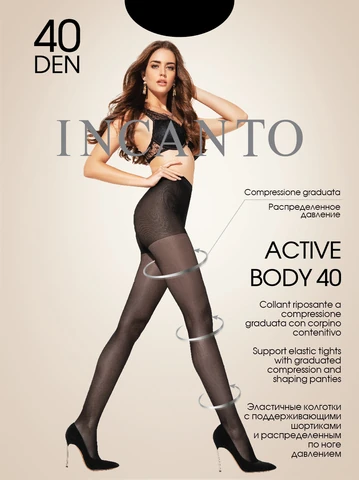 40
DEN
INCANTO
Compressione graduata
Распределенное
давление
ACTIVE
BODY 40
Collant riposante a
compressione
graduata con corpino
contenitivo
Support elastic tights
with graduated
compression and
shaping panties
Эластичные колготки
с поддерживающими
шортиками
и распределенным
по ноге
давлением